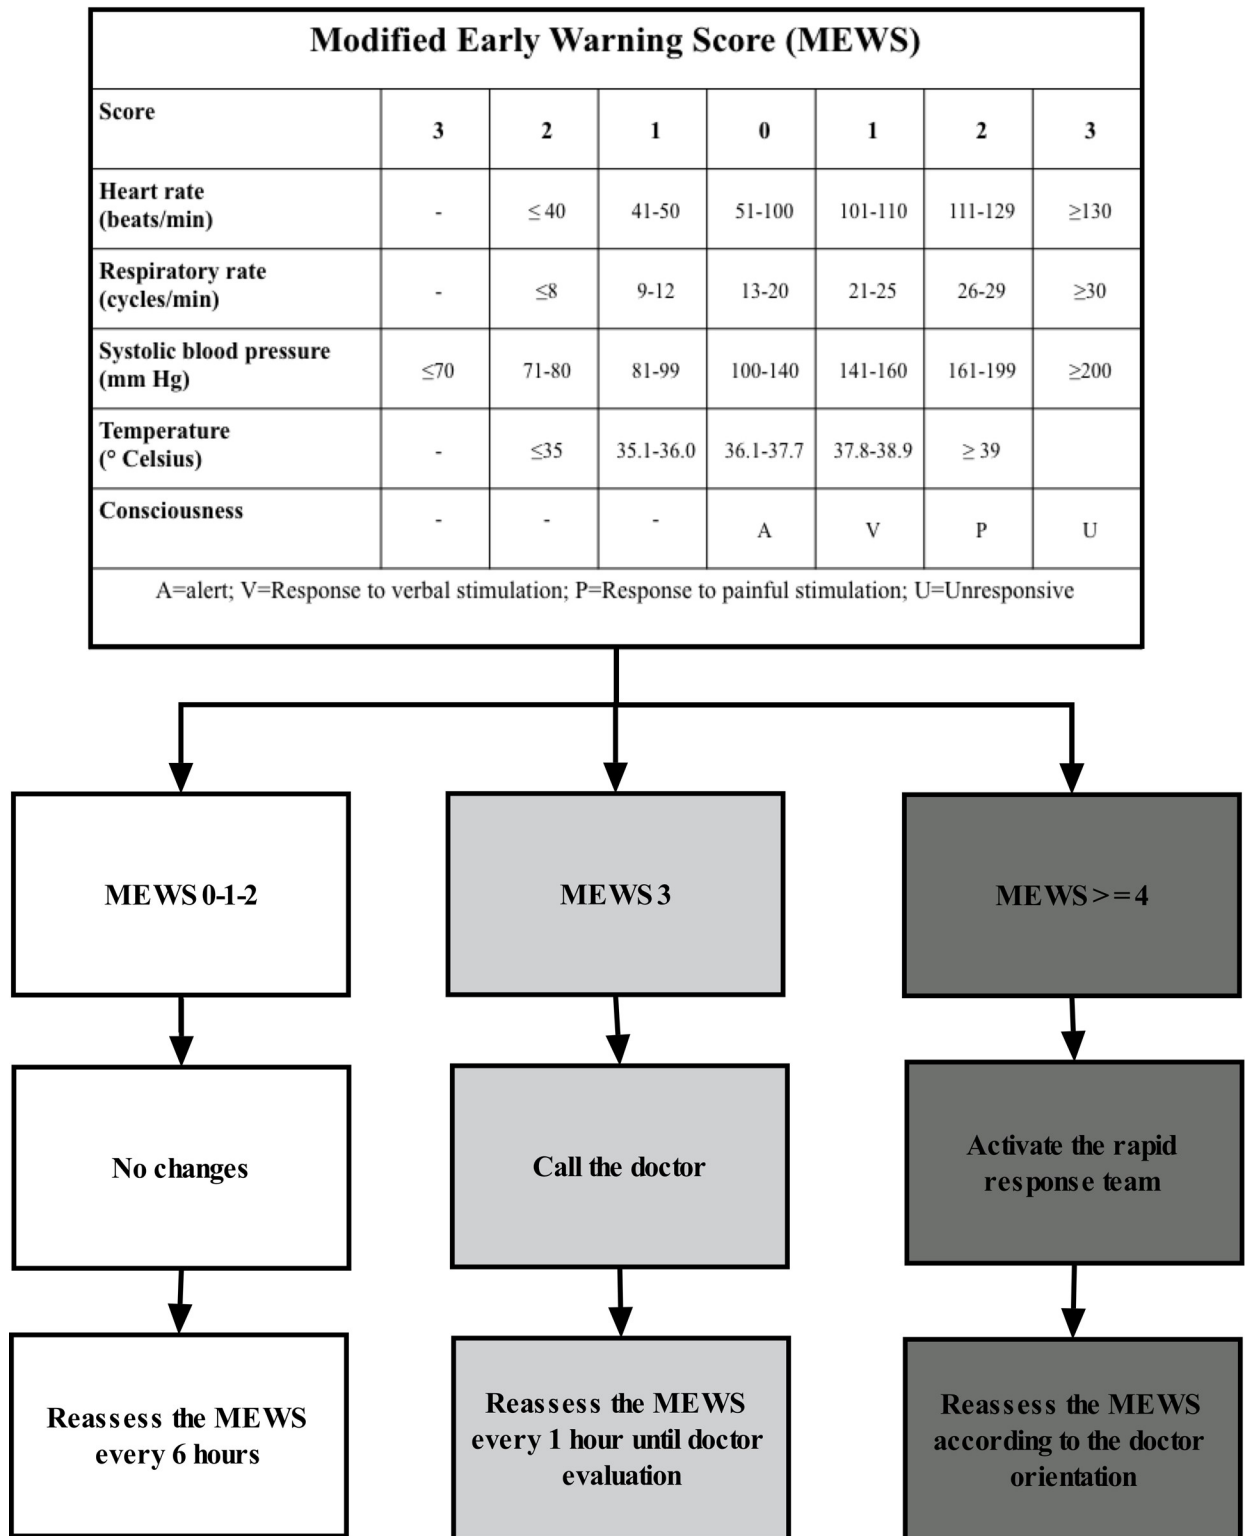 Modified Early Warning Score (MEWS)
Score 3 2 1 0 1 2 3
Heart rate
(beats/min) - ≤ 40 41-50 51-100 101-110 111-129 ≥130
Respiratory rate
(cycles/min) - ≤8 9-12 13-20 21-25 26-29 ≥30
Systolic blood pressure
(mm Hg) ≤70 71-80 81-99 100-140 141-160 161-199 ≥200
Temperature
(° Celsius) - ≤35 35.1-36.0 36.1-37.7 37.8-38.9 ≥ 39
Consciousness - - - A V P U
A=alert; V=Response to verbal stimulation; P=Response to painful stimulation; U=Unresponsive
MEWS 0-1-2
MEWS 3
MEWS >=4
No changes
Call the doctor
Activate the rapid
response team
Reassess the MEWS
every 6 hours
Reassess the MEWS
every 1 hour until doctor
evaluation
Reassess the MEWS
according to the doctor
orientation